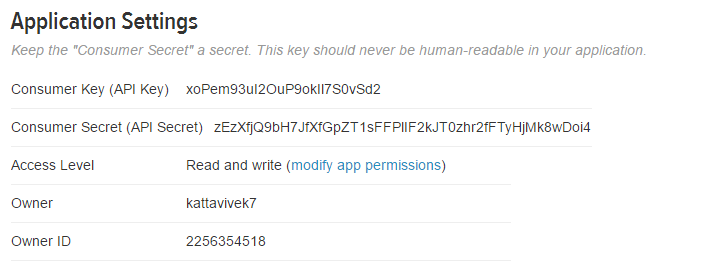 Application Settings
Keep the "Consumer Secret" a secret. This key should never be human-readable in your application.
Consumer Key (API Key)
Consumer Secret (API Secret)
Access Level Read and write (modify app permissions)
Owner kattavivek7
Owner ID 2256354518